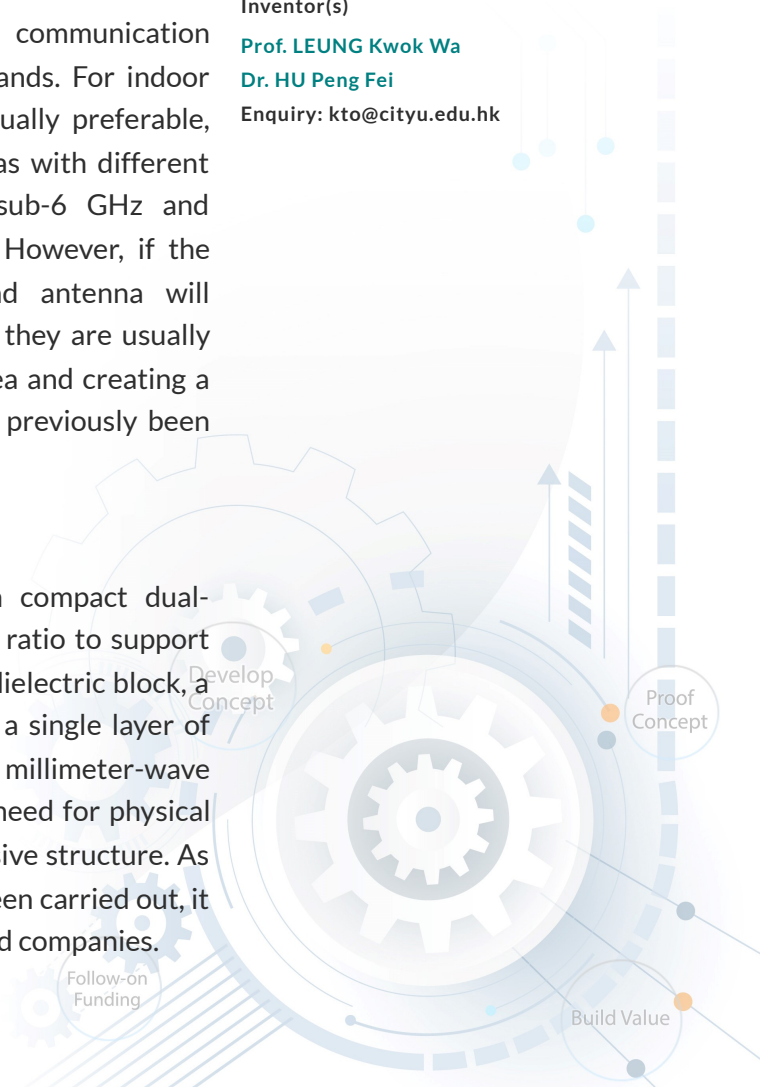 communication
ands. For indoor
ually preferable,
as with different
sub-6 GHz and
However, if the
nd antenna will
they are usually
ea and creating a
previously been
compact dual-
ratio to support
dielectric block, a
a single layer of
millimeter-wave
need for physical
sive structure. As
een carried out, it
d companies.
Inventor(s)
Prof. LEUNG Kwok Wa
Dr. HU Peng Fei
Enquiry: kto@cityu.edu.hk
Develop
Concept
Proof
Concept
Follow-on
Funding
Build Value